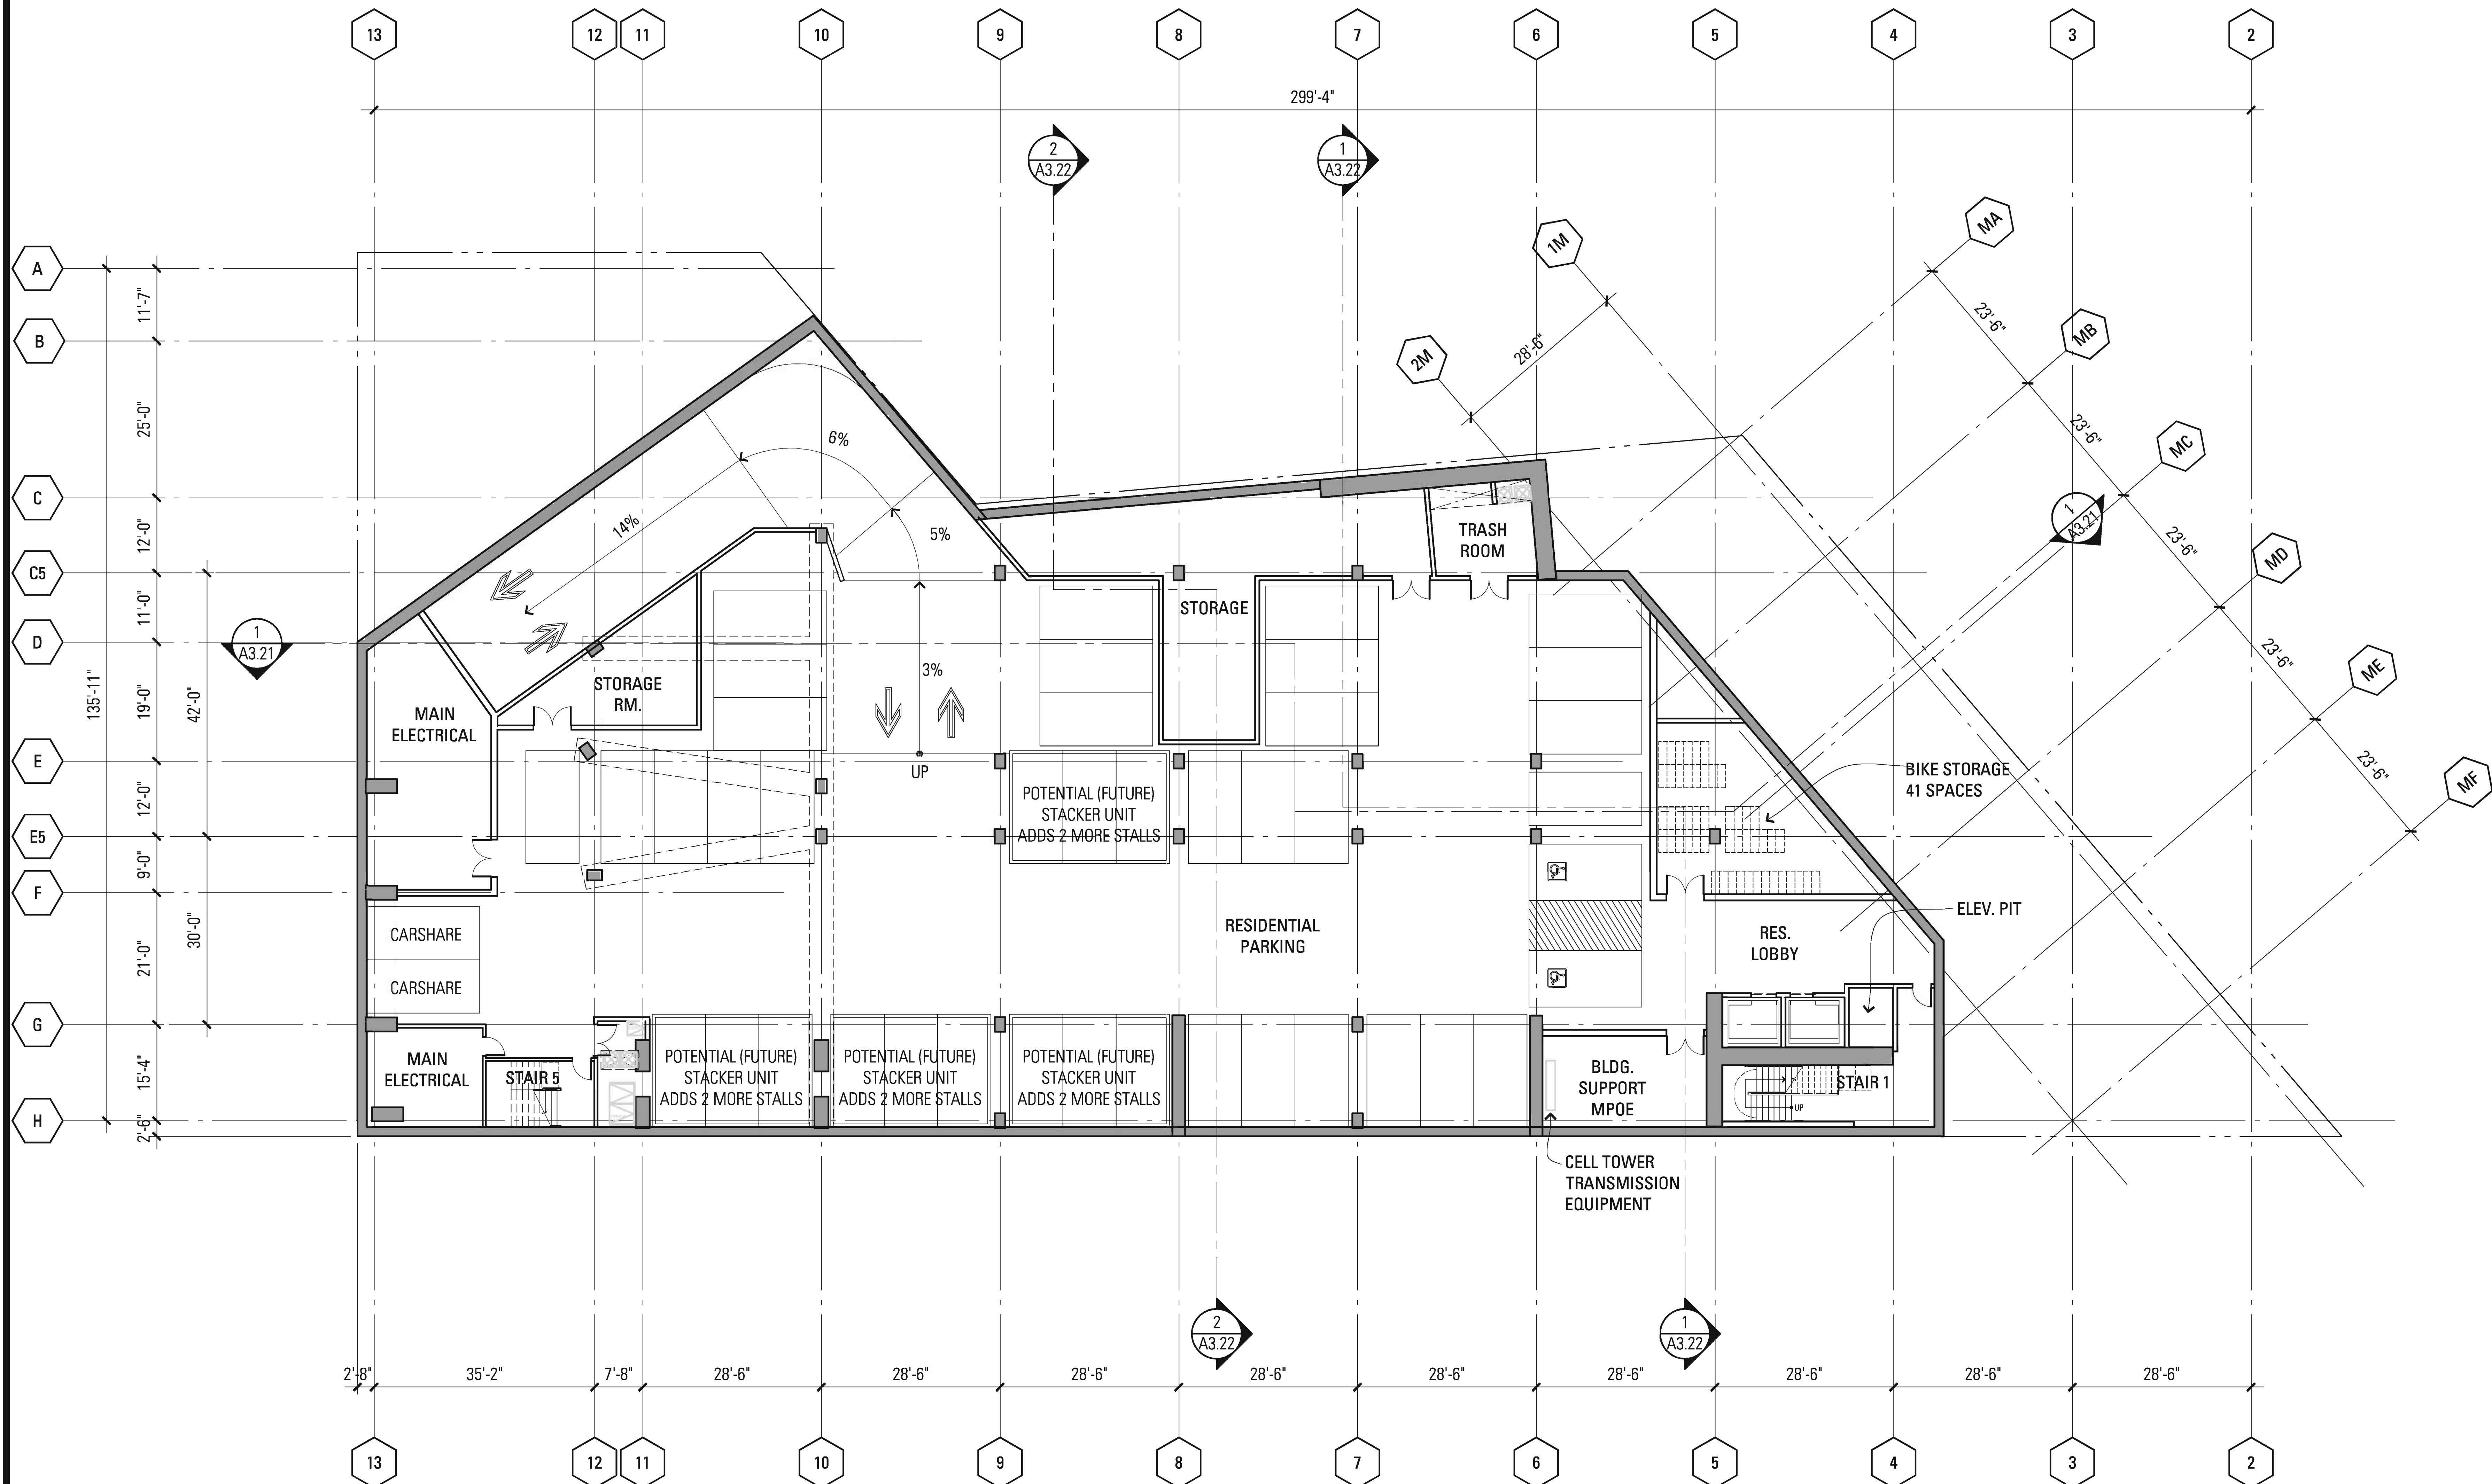 13 12 11 10 9 8 7 6 5 4 3 2
299'-4"
2
A3.22
1
A3.22
MA
1M
A
23'-6"
11'-7"
MB
B
28'-6"
2M
25'-0"
23'-6"
6%
MC
C
14%
12'-0"
5%
TRASH
ROOM
1
A3.21
23'-6"
MD
C5
11'-0"
STORAGE
1
A3.21
D
23'-6"
ME
3%
STORAGE
RM.
135'-11"
19'-0"
42'-0"
MAIN
ELECTRICAL
E
UP
23'-6"
MF
BIKE STORAGE
41 SPACES
POTENTIAL (FUTURE)
STACKER UNIT
ADDS 2 MORE STALLS
12'-0"
E5
9'-0"
F
CARSHARE
RESIDENTIAL
PARKING
ELEV. PIT
RES.
LOBBY
30'-0"
21'-0"
CARSHARE
G
MAIN
ELECTRICAL
STAIR 5
POTENTIAL (FUTURE)
STACKER UNIT
ADDS 2 MORE STALLS
POTENTIAL (FUTURE)
STACKER UNIT
ADDS 2 MORE STALLS
POTENTIAL (FUTURE)
STACKER UNIT
ADDS 2 MORE STALLS
BLDG.
SUPPORT
MPOE
STAIR 1
UP
15'-4"
H
2'-6"
CELL TOWER
TRANSMISSION
EQUIPMENT
2
A3.22
1
A3.22
2'-8" 35'-2" 7'-8" 28'-6" 28'-6" 28'-6" 28'-6" 28'-6" 28'-6" 28'-6" 28'-6" 28'-6"
13 12 11 10 9 8 7 6 5 4 3 2